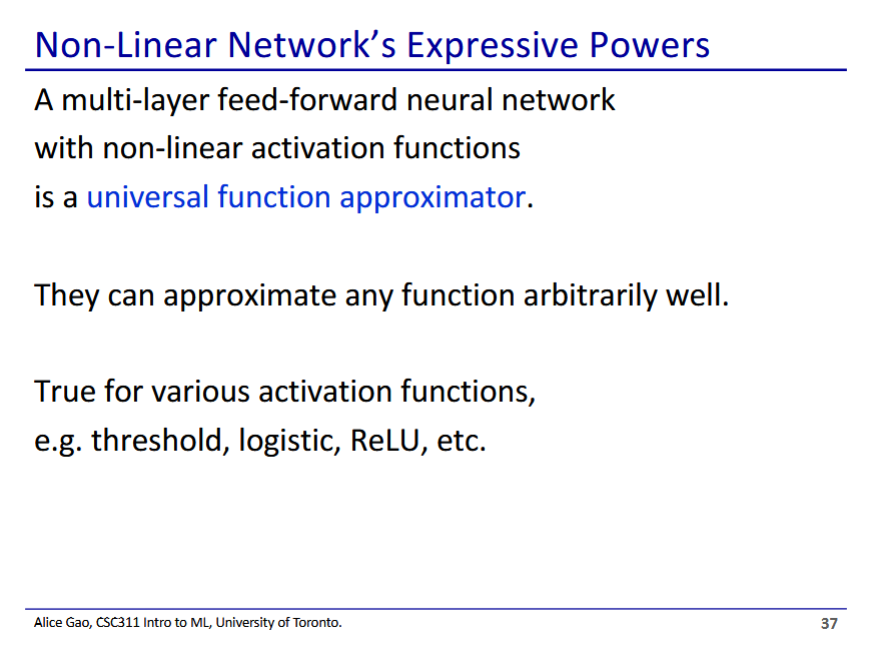 Non-Linear Network’s Expressive Powers
A multi-layer feed-forward neural network
with non-linear activation functions
is a universal function approximator.
They can approximate any function arbitrarily well.
True for various activation functions,
e.g. threshold, logistic, ReLU, etc.
Alice Gao, CSC311 Intro to ML, University of Toronto.
37